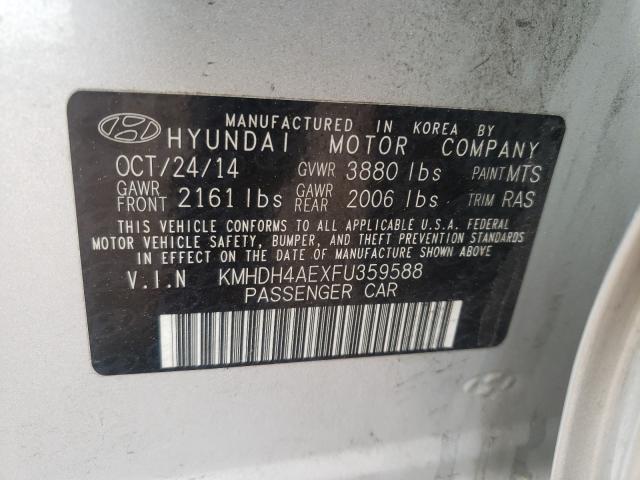 MANUFACTURED IN KOREA BY
HYUNDAI MOTOR COMPANY
OCT/24/14 GVWR 3880 lbs PAINT MTS
GAWR FRONT 2161 lbs GAWR REAR 2006 lbs TRIM RAS
THIS VEHICLE CONFORMS TO ALL APPLICABLE U.S.A. FEDERAL
MOTOR VEHICLE SAFETY, BUMPER, AND THEFT PREVENTION STANDARDS
IN EFFECT ON THE DATE OF MANUFACTURE SHOWN ABOVE
V.I.N KMHDH4AEXFU359588
PASSENGER CAR